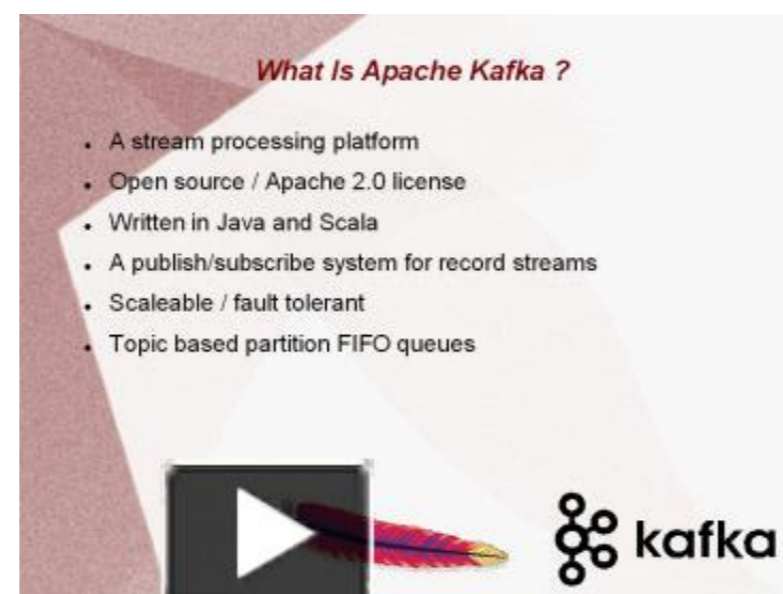 What Is Apache Kafka ?
A stream processing platform
Open source / Apache 2.0 license
Written in Java and Scala
A publish/subscribe system for record streams
Scaleable / fault tolerant
Topic based partition FIFO queues
kafka